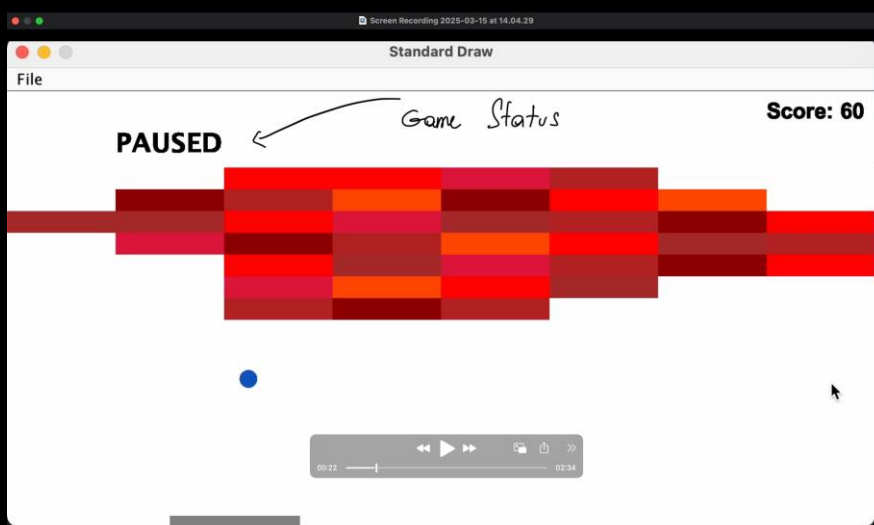 Screen Recording 2025-03-15 at 14.04.29
Standard Draw
File
Game Status
Score: 60
PAUSED
00:22
02:34